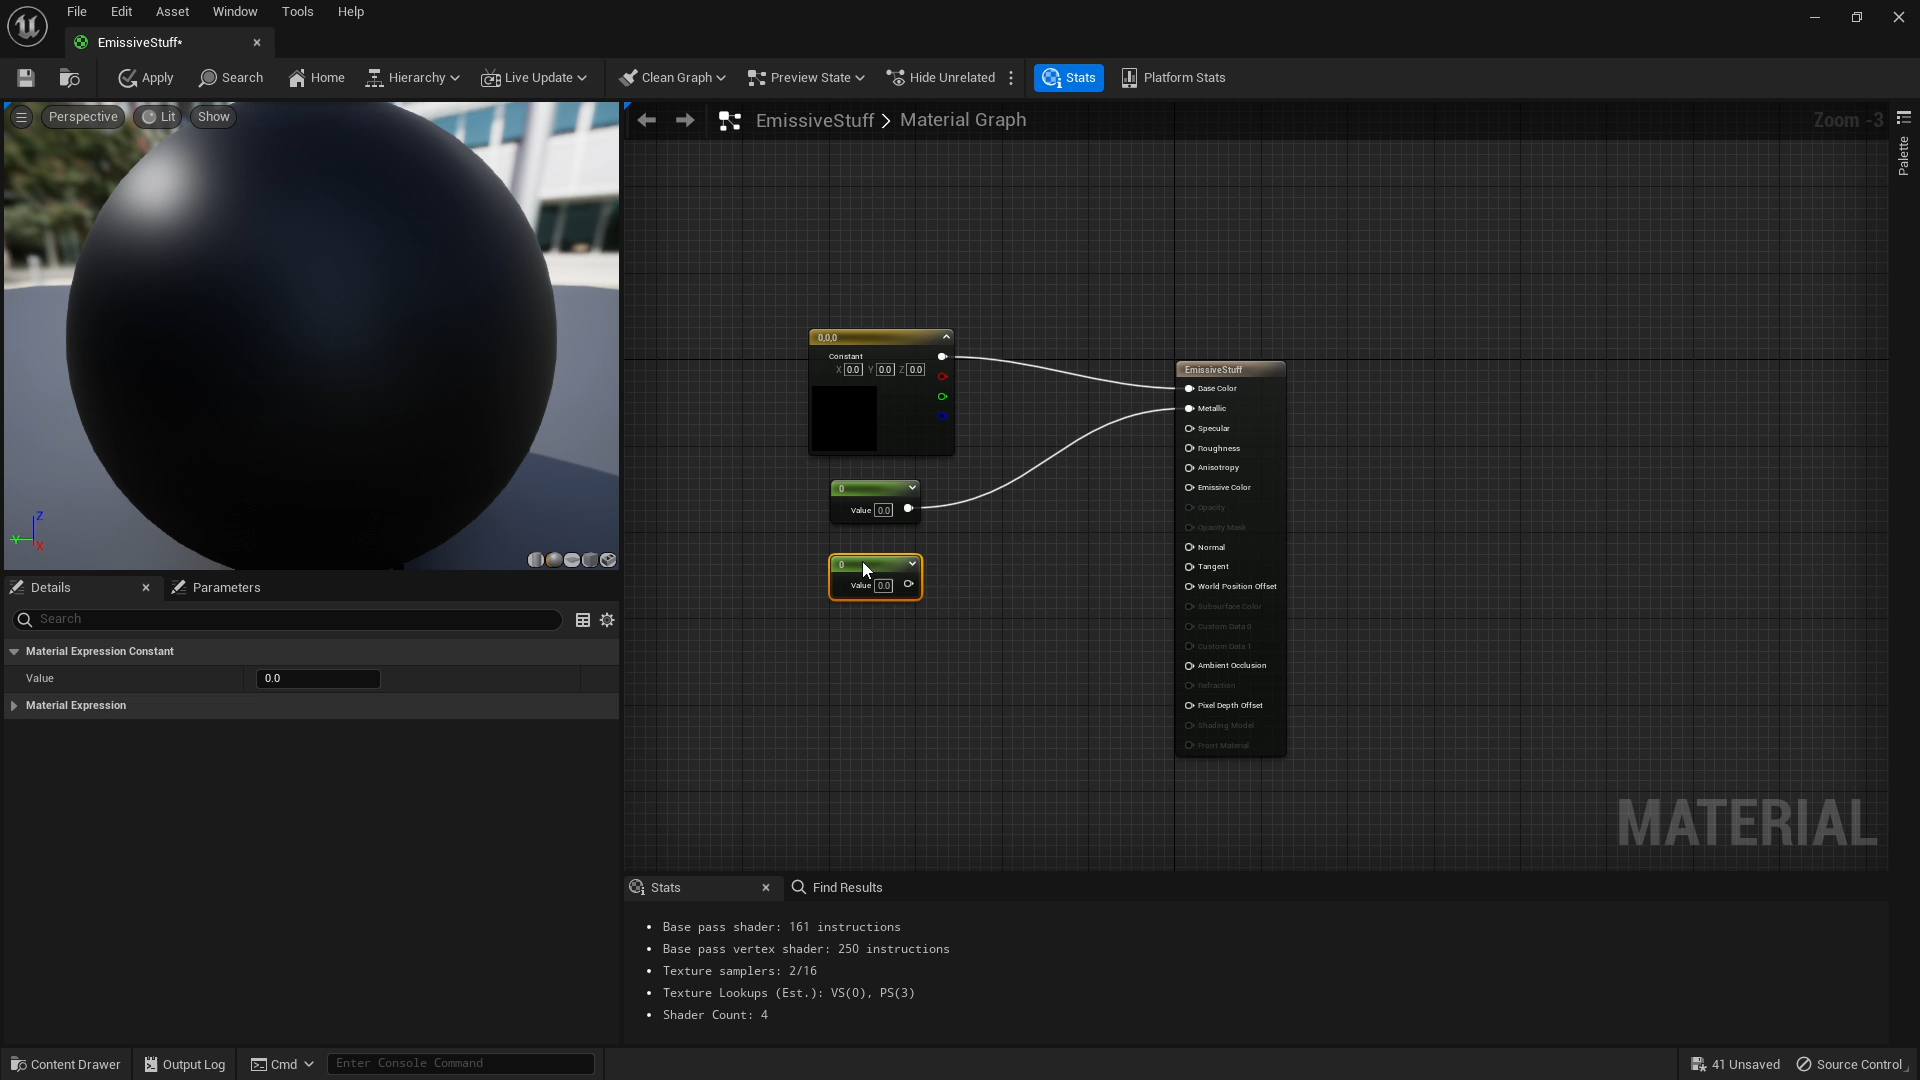 File Edit Asset Window Tools Help
EmissiveStuff*
Apply Search Home Hierarchy Live Update Clean Graph Preview State Hide Unrelated Stats Platform Stats
Perspective Lit Show
EmissiveStuff > Material Graph
Zoom -3
Palette
0,0,0
Constant
X 0.0 Y 0.0 Z 0.0
0
Value 0.0
0
Value 0.0
EmissiveStuff
Base Color
Metallic
Specular
Roughness
Anisotropy
Emissive Color
Opacity
Opacity Mask
Normal
Tangent
World Position Offset
Subsurface Color
Custom Data 0
Custom Data 1
Ambient Occlusion
Refraction
Pixel Depth Offset
Shading Model
Front Material
MATERIAL
Z
Y
X
Details Parameters
Search
Material Expression Constant
Value 0.0
Material Expression
Stats Find Results
• Base pass shader: 161 instructions
• Base pass vertex shader: 250 instructions
• Texture samplers: 2/16
• Texture Lookups (Est.): VS(0), PS(3)
• Shader Count: 4
Content Drawer Output Log Cmd Enter Console Command 41 Unsaved Source Control